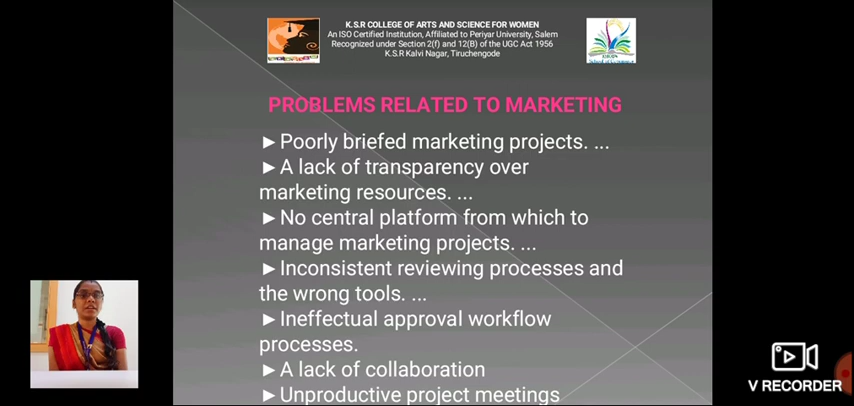 K.S.R COLLEGE OF ARTS AND SCIENCE FOR WOMEN
An ISO Certified Institution, Affiliated to Periyar University, Salem
Recognized under Section 2(f) and 12(B) of the UGC Act 1956
K.S.R Kalvi Nagar, Tiruchengode
PROBLEMS RELATED TO MARKETING
►Poorly briefed marketing projects. ...
►A lack of transparency over
marketing resources. ...
►No central platform from which to
manage marketing projects. ...
►Inconsistent reviewing processes and
the wrong tools. ...
►Ineffectual approval workflow
processes.
►A lack of collaboration
►Unproductive project meetings
V RECORDER